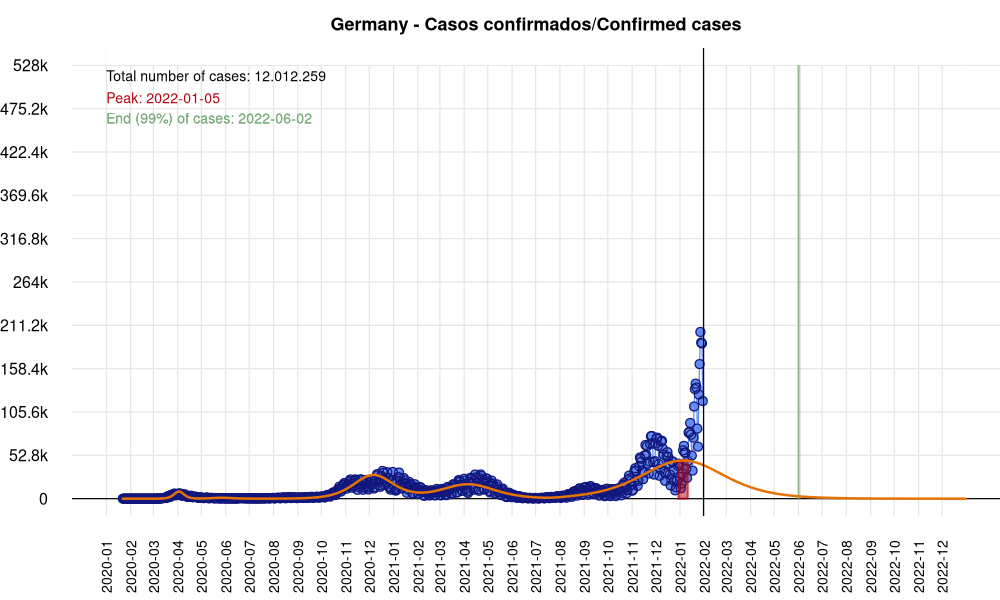 Germany - Casos confirmados/Confirmed cases
Total number of cases: 12.012.259
Peak: 2022-01-05
End (99%) of cases: 2022-06-02
528k
475.2k
422.4k
369.6k
316.8k
264k
211.2k
158.4k
105.6k
52.8k
0
2020-01
2020-02
2020-03
2020-04
2020-05
2020-06
2020-07
2020-08
2020-09
2020-10
2020-11
2020-12
2021-01
2021-02
2021-03
2021-04
2021-05
2021-06
2021-07
2021-08
2021-09
2021-10
2021-11
2021-12
2022-01
2022-02
2022-03
2022-04
2022-05
2022-06
2022-07
2022-08
2022-09
2022-10
2022-11
2022-12